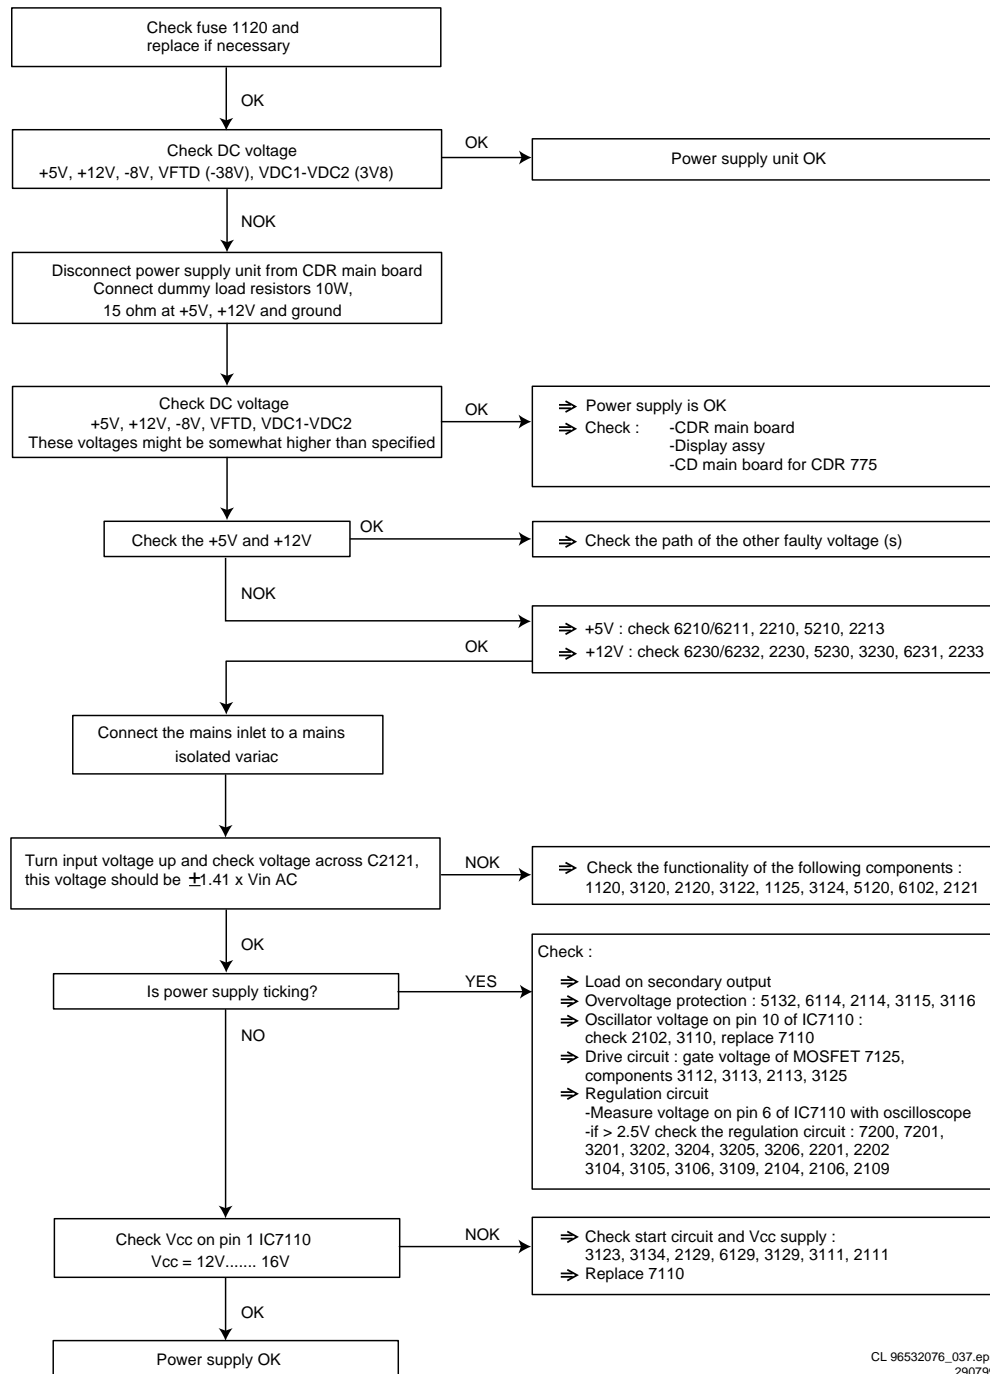 Check fuse 1120 and
replace if necessary
OK
Check DC voltage
+5V, +12V, -8V, VFTD (-38V), VDC1-VDC2 (3V8)
OK
Power supply unit OK
NOK
Disconnect power supply unit from CDR main board
Connect dummy load resistors 10W,
15 ohm at +5V, +12V and ground
Check DC voltage
+5V, +12V, -8V, VFTD, VDC1-VDC2
These voltages might be somewhat higher than specified
OK
⇒ Power supply is OK
⇒ Check : -CDR main board
-Display assy
-CD main board for CDR 775
Check the +5V and +12V
OK
⇒ Check the path of the other faulty voltage (s)
NOK
⇒ +5V : check 6210/6211, 2210, 5210, 2213
⇒ +12V : check 6230/6232, 2230, 5230, 3230, 6231, 2233
OK
Connect the mains inlet to a mains
isolated variac
Turn input voltage up and check voltage across C2121,
this voltage should be ±1.41 x Vin AC
NOK
⇒ Check the functionality of the following components :
1120, 3120, 2120, 3122, 1125, 3124, 5120, 6102, 2121
OK
Is power supply ticking?
YES
Check :
⇒ Load on secondary output
⇒ Overvoltage protection : 5132, 6114, 2114, 3115, 3116
⇒ Oscillator voltage on pin 10 of IC7110 :
check 2102, 3110, replace 7110
⇒ Drive circuit : gate voltage of MOSFET 7125,
components 3112, 3113, 2113, 3125
⇒ Regulation circuit
-Measure voltage on pin 6 of IC7110 with oscilloscope
-if > 2.5V check the regulation circuit : 7200, 7201,
3201, 3202, 3204, 3205, 3206, 2201, 2202
3104, 3105, 3106, 3109, 2104, 2106, 2109
NO
Check Vcc on pin 1 IC7110
Vcc = 12V....... 16V
NOK
⇒ Check start circuit and Vcc supply :
3123, 3134, 2129, 6129, 3129, 3111, 2111
⇒ Replace 7110
OK
Power supply OK
CL 96532076_037.ep
29079